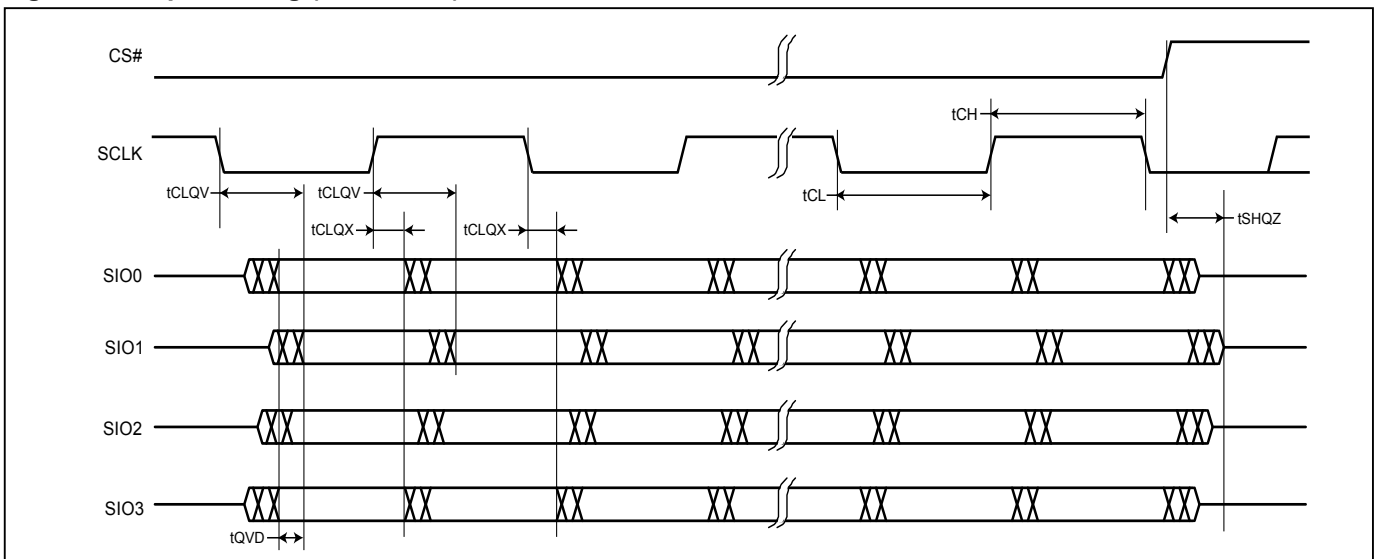 CS#
tCH
SCLK
tCLQV
tCLQV
tCL
tSHQZ
tCLQX
tCLQX
SIO0
SIO1
SIO2
SIO3
tQVD